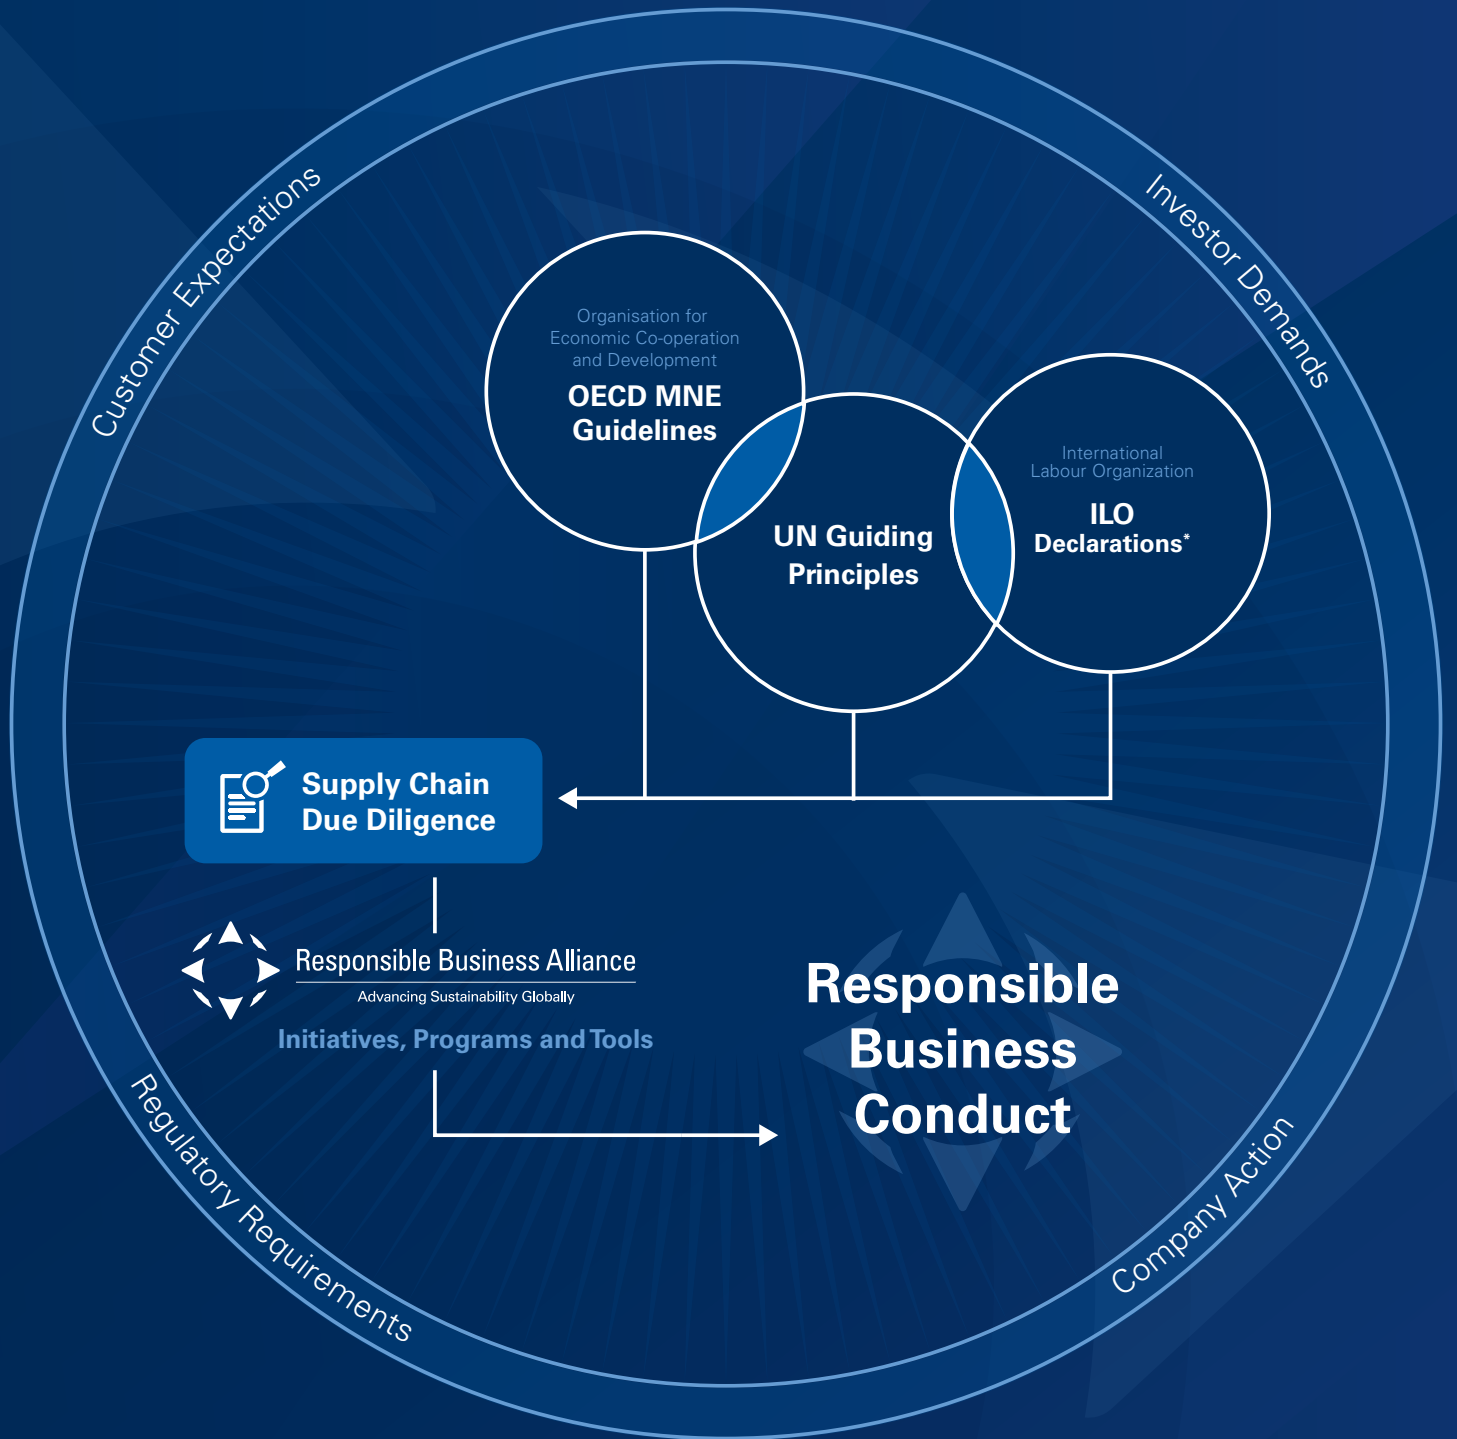 Customer Expectations
Investor Demands
Organisation for
Economic Co-operation
and Development
OECD MNE
Guidelines
UN Guiding
Principles
International
Labour Organization
ILO
Declarations*
Supply Chain
Due Diligence
Responsible Business Alliance
Advancing Sustainability Globally
Initiatives, Programs and Tools
Responsible
Business
Conduct
Regulatory Requirements
Company Action